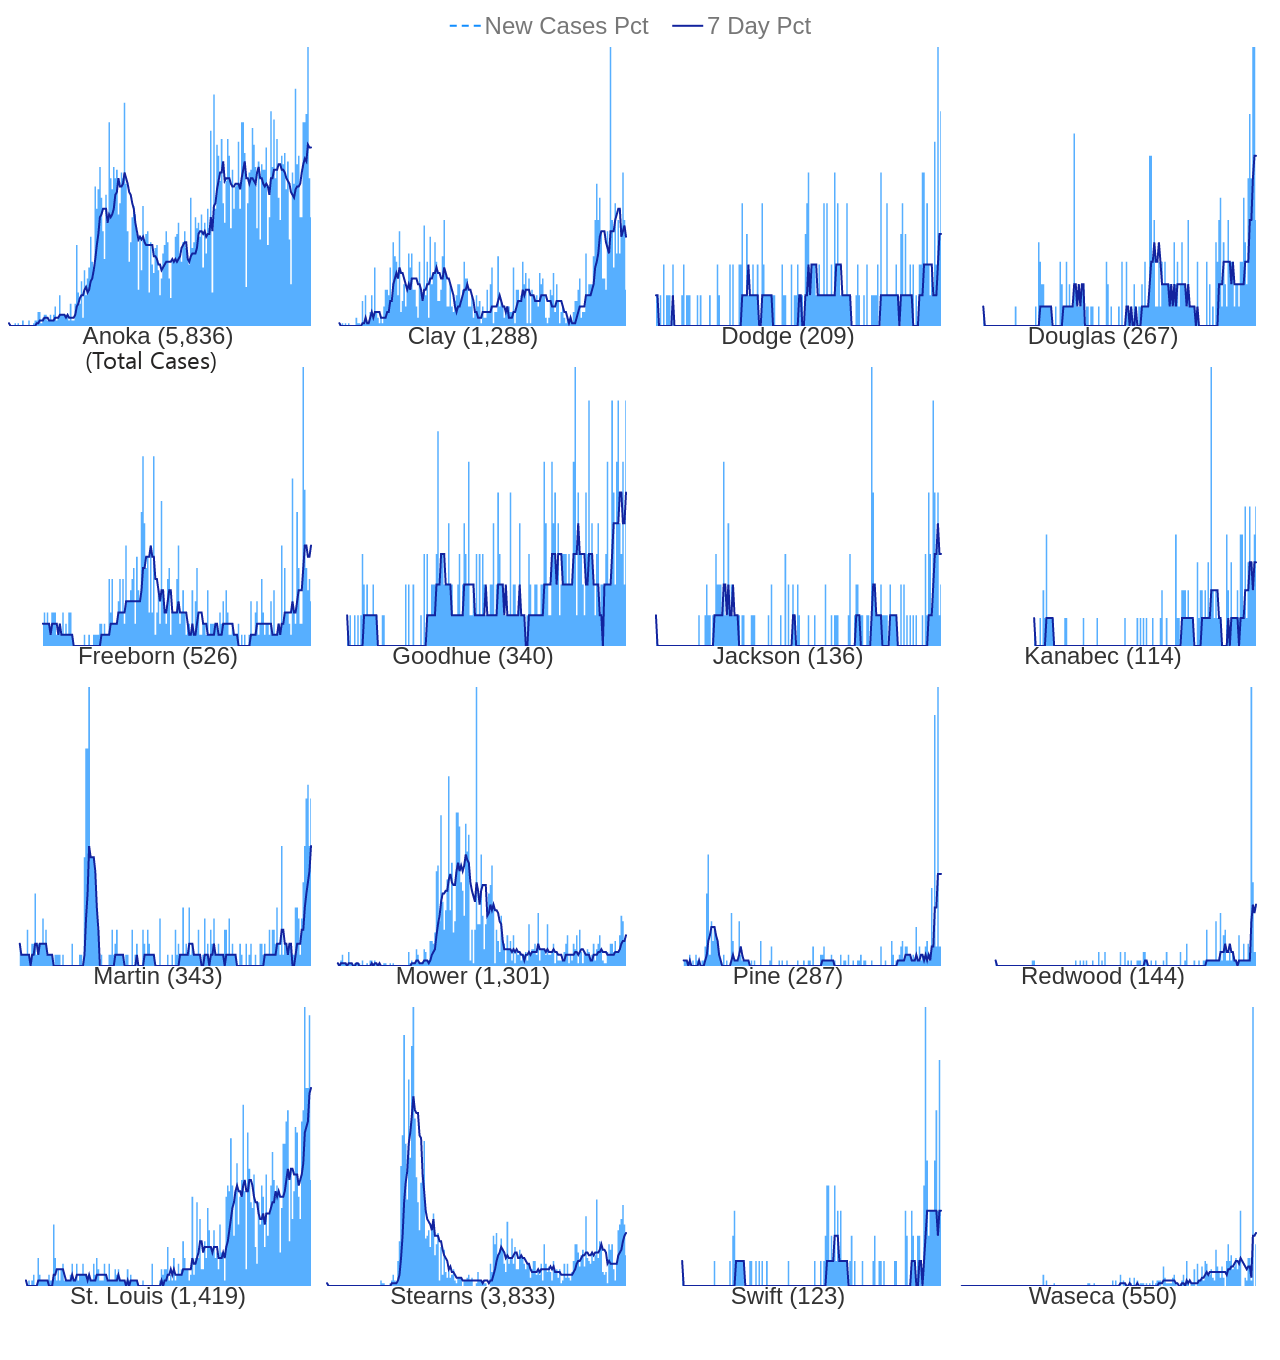 New Cases Pct 7 Day Pct
Anoka (5,836) Clay (1,288) Dodge (209) Douglas (267)
(Total Cases)
Freeborn (526) Goodhue (340) Jackson (136) Kanabec (114)
Martin (343) Mower (1,301) Pine (287) Redwood (144)
St. Louis (1,419) Stearns (3,833) Swift (123) Waseca (550)